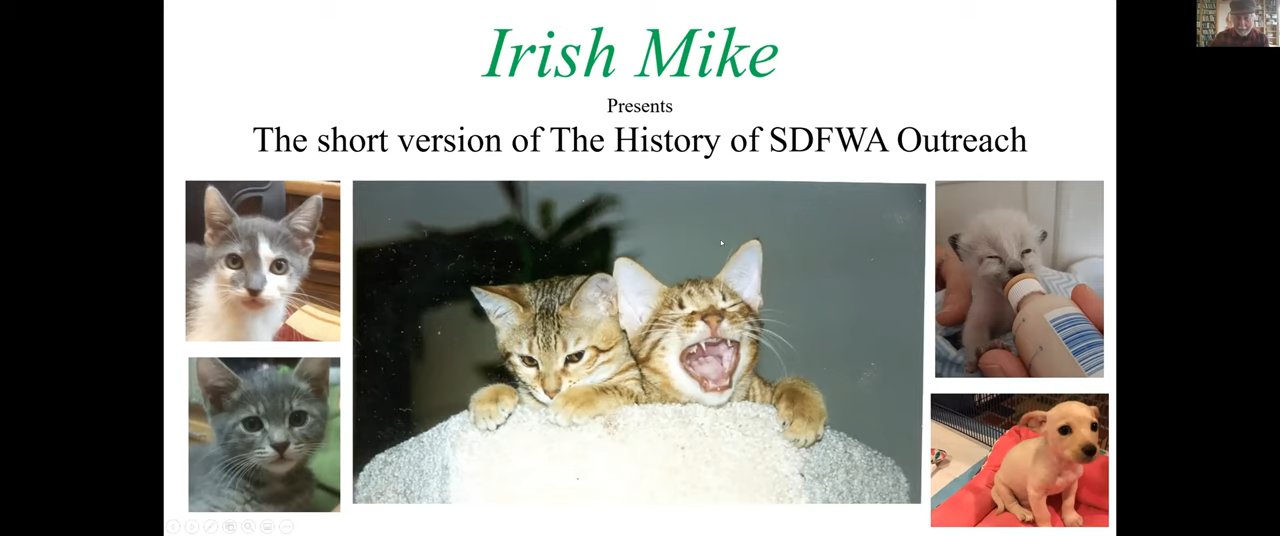 Irish Mike
Presents
The short version of The History of SDFWA Outreach